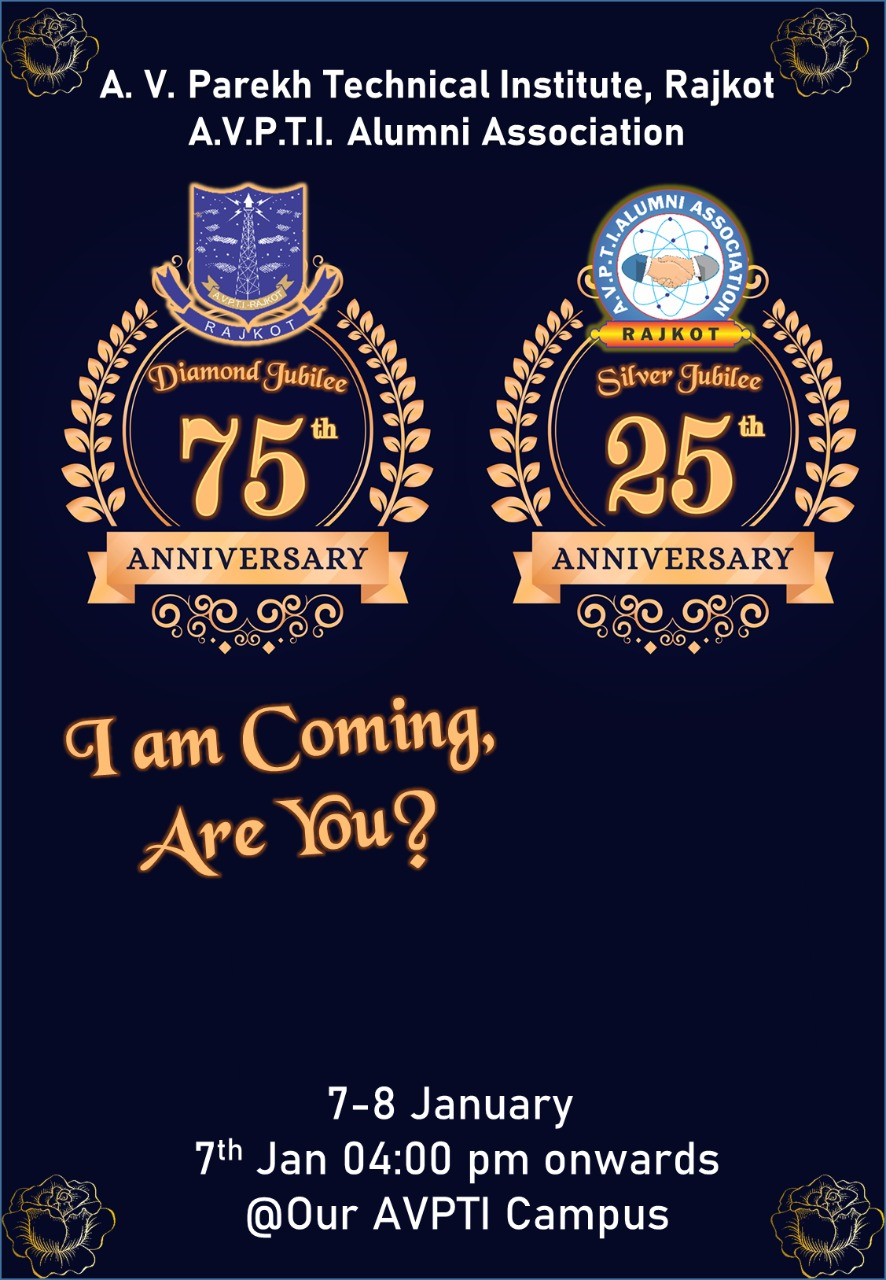 A. V. Parekh Technical Institute, Rajkot
A.V.P.T.I. Alumni Association
A.V.P.T.I.-RAJKOT
RAJKOT
Diamond Jubilee
75th
ANNIVERSARY
A.V.P.T.I. ALUMNI ASSOCIATION
RAJKOT
Silver Jubilee
25th
ANNIVERSARY
I am Coming,
Are You?
7-8 January
7th Jan 04:00 pm onwards
@Our AVPTI Campus